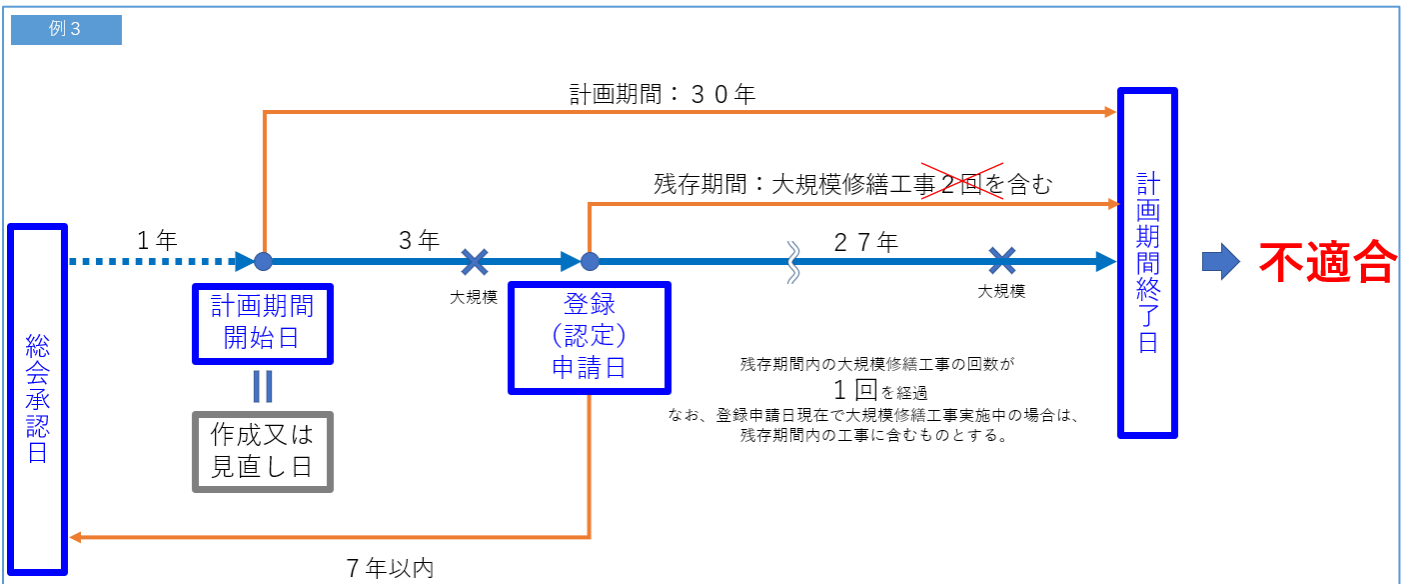 例３
計画期間：３０年
残存期間：大規模修繕工事２回を含む
１年
３年
２７年
大規模
大規模
総会承認日
計画期間
開始日
作成又は
見直し日
登録
（認定）
申請日
計画期間終了日
不適合
残存期間内の大規模修繕工事の回数が
１回を経過
なお、登録申請日現在で大規模修繕工事実施中の場合は、
残存期間内の工事に含むものとする。
７年以内